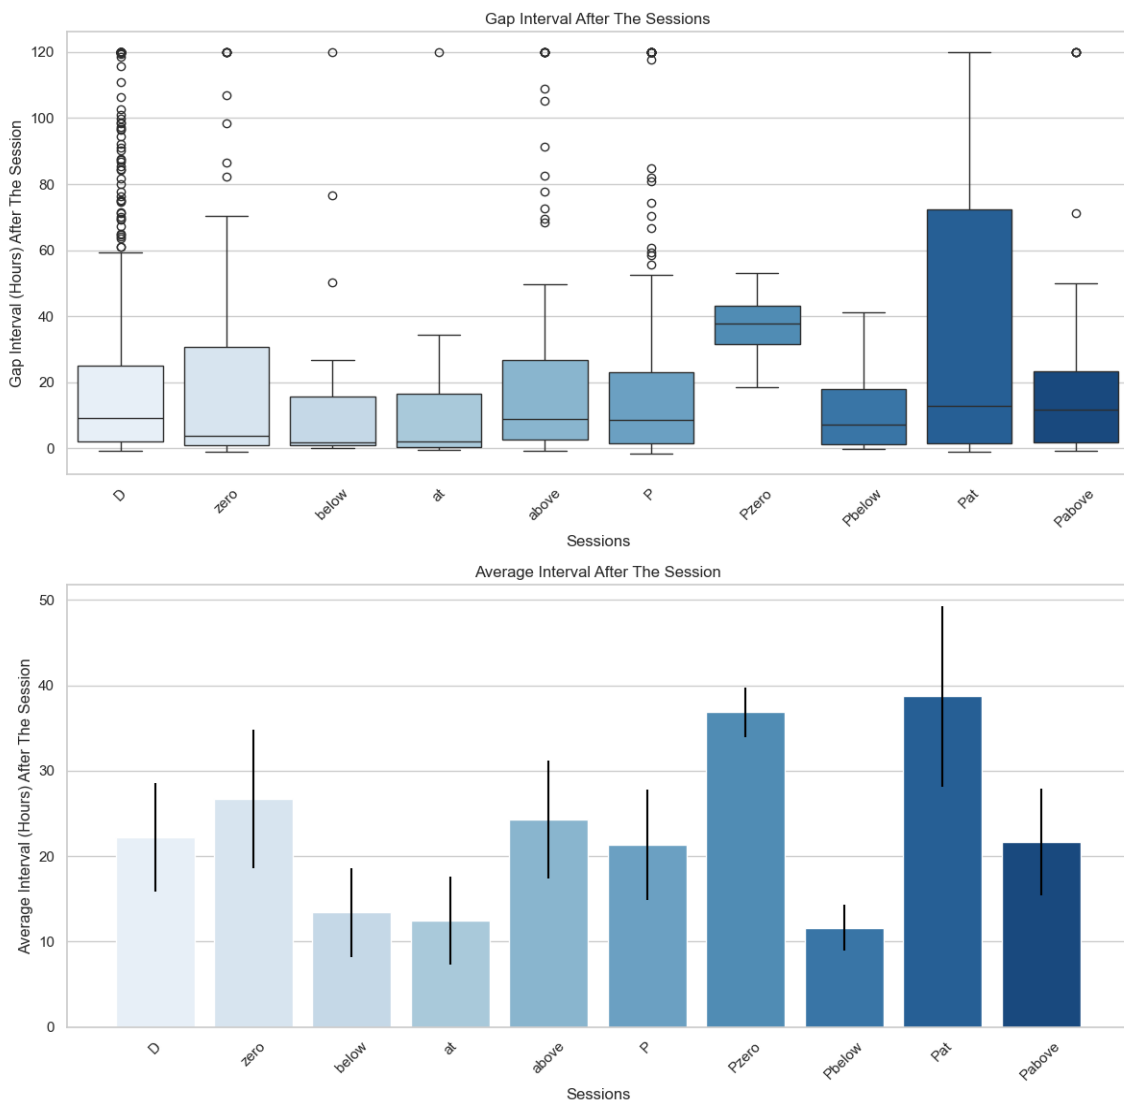 Gap Interval After The Sessions
Gap Interval (Hours) After The Session
120
100
80
60
40
20
0
D
zero
below
at
above
P
Pzero
Pbelow
Pat
Pabove
Sessions
Average Interval After The Session
Average Interval (Hours) After The Session
50
40
30
20
10
0
D
zero
below
at
above
P
Pzero
Pbelow
Pat
Pabove
Sessions